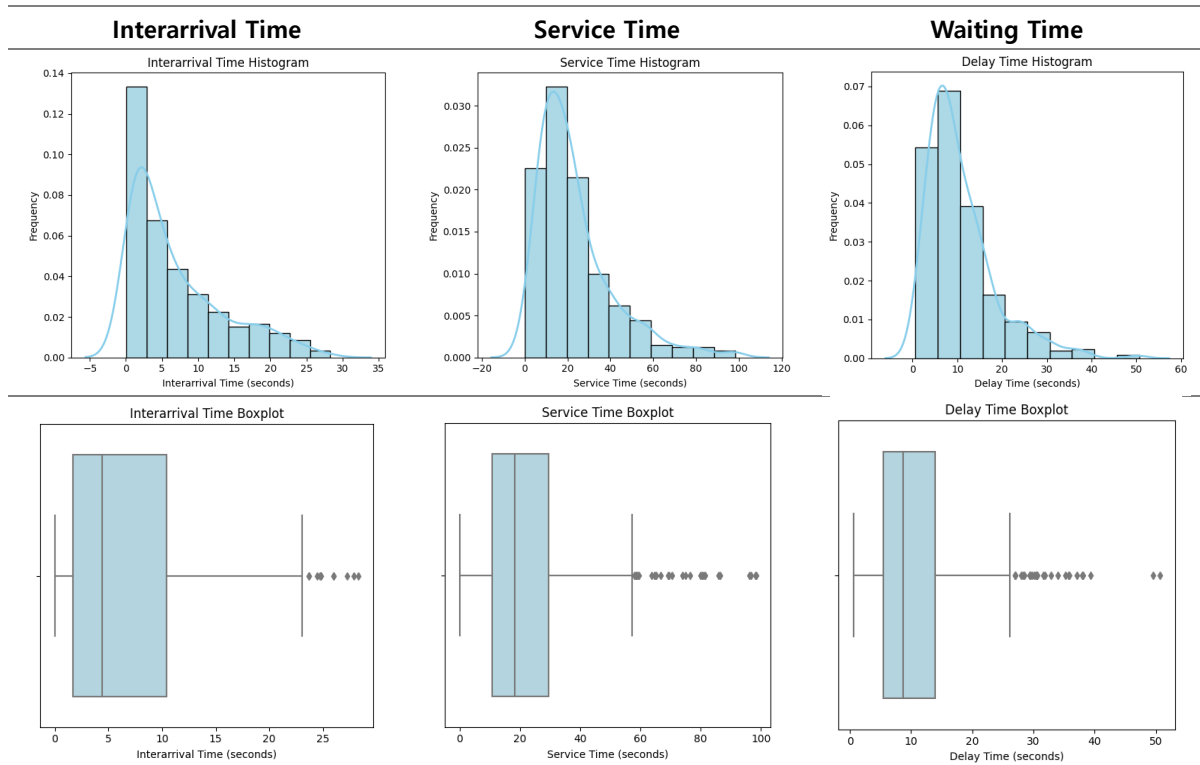 Interarrival Time
Service Time
Waiting Time
Interarrival Time Histogram
0.14
0.12
0.10
0.08
0.06
0.04
0.02
0.00
Frequency
−5 0 5 10 15 20 25 30 35
Interarrival Time (seconds)
Service Time Histogram
0.030
0.025
0.020
0.015
0.010
0.005
0.000
Frequency
−20 0 20 40 60 80 100 120
Service Time (seconds)
Delay Time Histogram
0.07
0.06
0.05
0.04
0.03
0.02
0.01
0.00
Frequency
0 10 20 30 40 50 60
Delay Time (seconds)
Interarrival Time Boxplot
0 5 10 15 20 25
Interarrival Time (seconds)
Service Time Boxplot
0 20 40 60 80 100
Service Time (seconds)
Delay Time Boxplot
0 10 20 30 40 50
Delay Time (seconds)